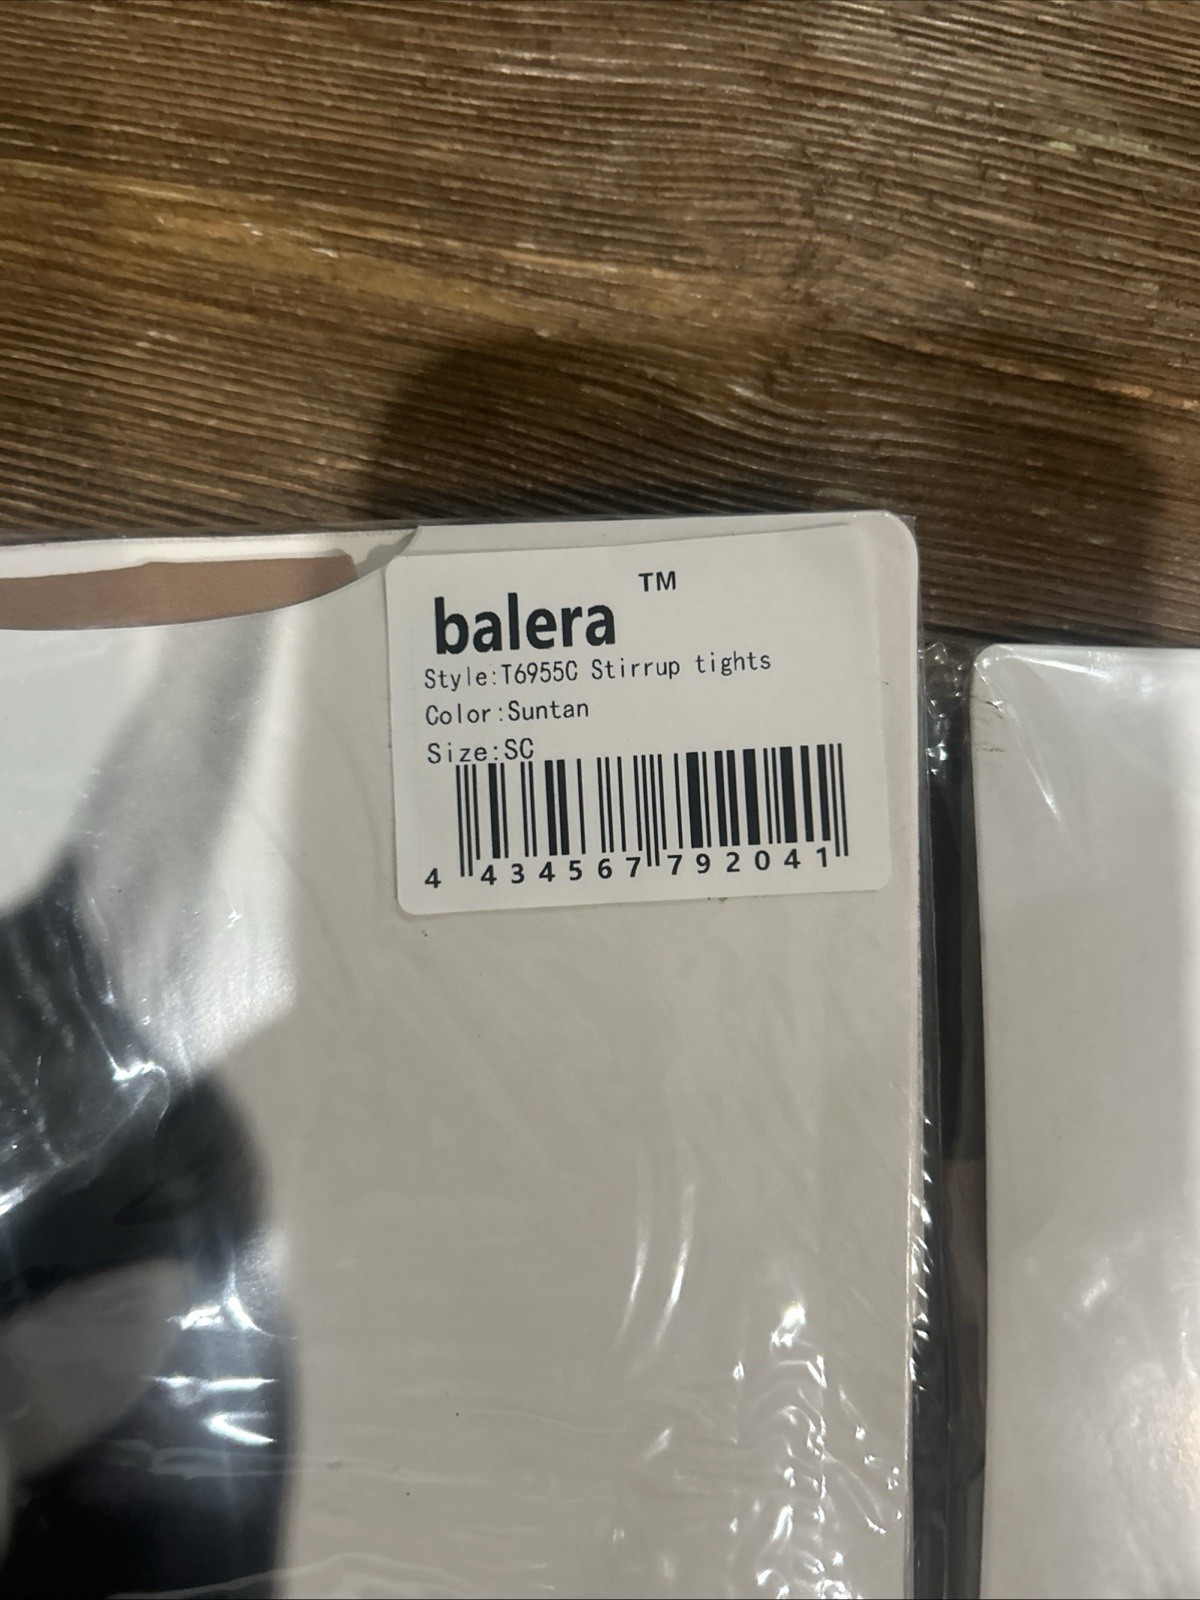 balera TM
Style:T6955C Stirrup tights
Color:Suntan
Size:SC
4 434567 792041